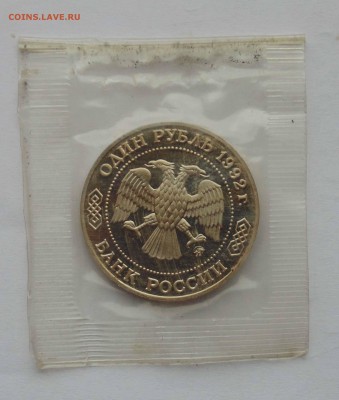 COINS.LAVE.RU
ОДИН РУБЛЬ 1992 г.
БАНК РОССИИ